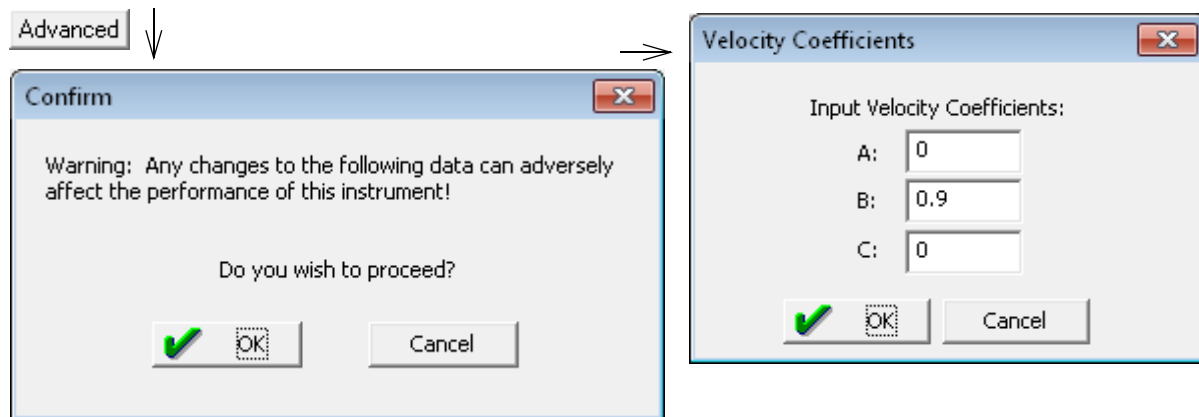 Advanced
Confirm
Warning:  Any changes to the following data can adversely
affect the performance of this instrument!
Do you wish to proceed?
OK
Cancel
Velocity Coefficients
Input Velocity Coefficients:
A: 0
B: 0.9
C: 0
OK
Cancel